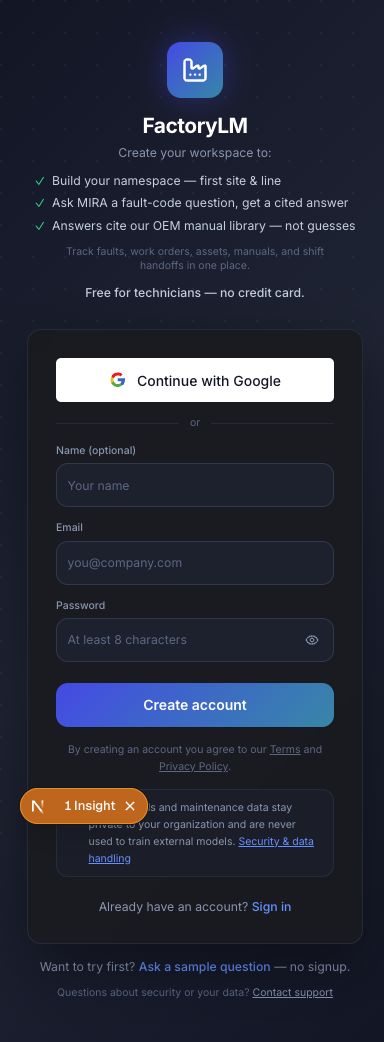 FactoryLM
Create your workspace to:
Build your namespace — first site & line
Ask MIRA a fault-code question, get a cited answer
Answers cite our OEM manual library — not guesses
Track faults, work orders, assets, manuals, and shift
handoffs in one place.
Free for technicians — no credit card.
Continue with Google
or
Name (optional)
Your name
Email
you@company.com
Password
At least 8 characters
Create account
By creating an account you agree to our Terms and
Privacy Policy.
N 1 Insight
and maintenance data stay
private to your organization and are never
used to train external models. Security & data
handling
Already have an account? Sign in
Want to try first? Ask a sample question — no signup.
Questions about security or your data? Contact support